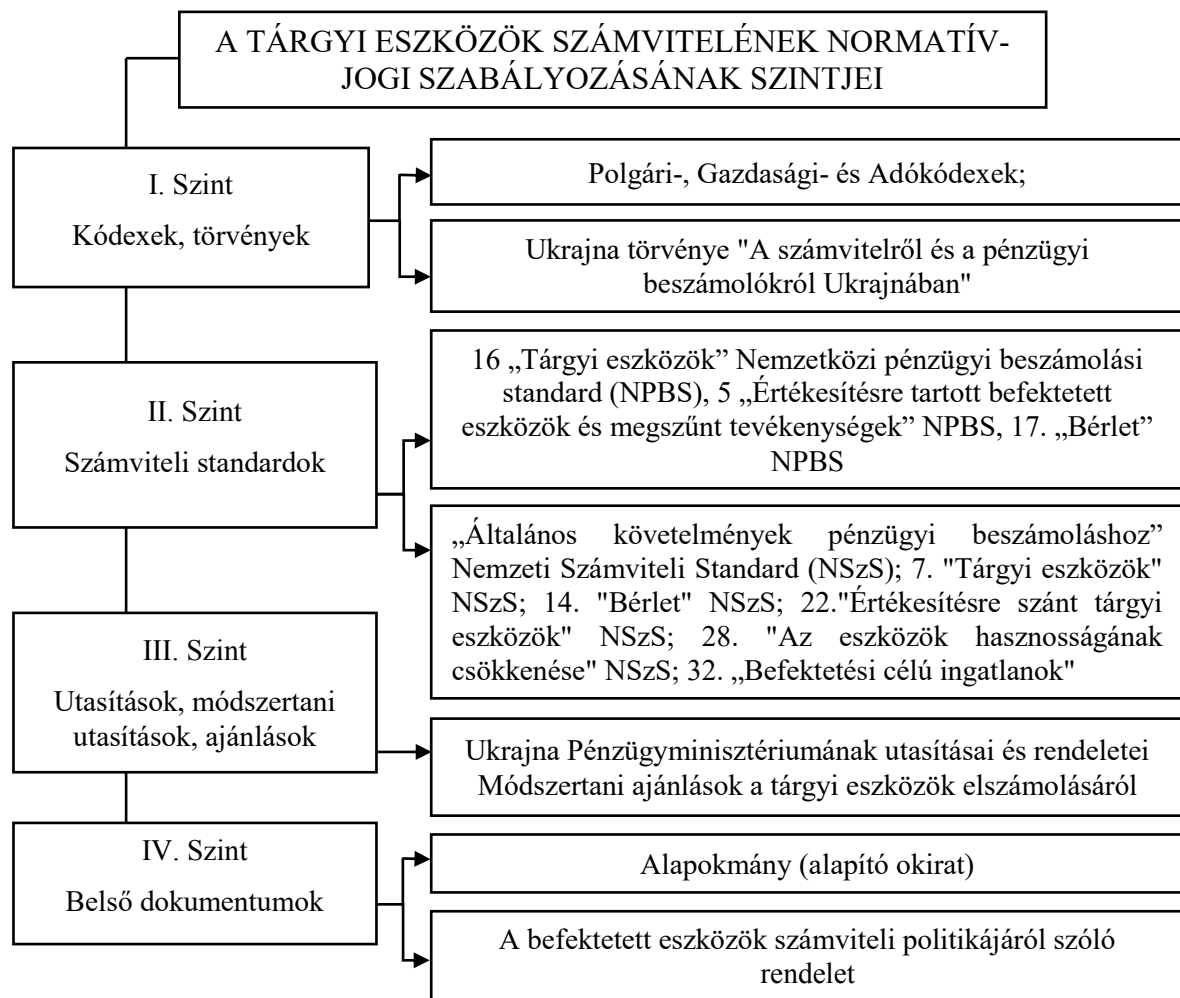 A TÁRGYI ESZKÖZÖK SZÁMVITELÉNEK NORMATÍV-
JOGI SZABÁLYOZÁSÁNAK SZINTJEI
I. Szint
Kódexek, törvények
Polgári-, Gazdasági- és Adókódexek;
Ukrajna törvénye "A számvitelről és a pénzügyi
beszámolókról Ukrajnában"
II. Szint
Számviteli standardok
16 „Tárgyi eszközök” Nemzetközi pénzügyi beszámolási
standard (NPBS), 5 „Értékesítésre tartott befektetett
eszközök és megszűnt tevékenységek” NPBS, 17. „Bérlet”
NPBS
„Általános követelmények pénzügyi beszámoláshoz”
Nemzeti Számviteli Standard (NSzS); 7. "Tárgyi eszközök"
NSzS; 14. "Bérlet" NSzS; 22."Értékesítésre szánt tárgyi
eszközök" NSzS; 28. "Az eszközök hasznosságának
csökkenése" NSzS; 32. „Befektetési célú ingatlanok"
III. Szint
Utasítások, módszertani
utasítások, ajánlások
Ukrajna Pénzügyminisztériumának utasításai és rendeletei
Módszertani ajánlások a tárgyi eszközök elszámolásáról
IV. Szint
Belső dokumentumok
Alapokmány (alapító okirat)
A befektetett eszközök számviteli politikájáról szóló
rendelet